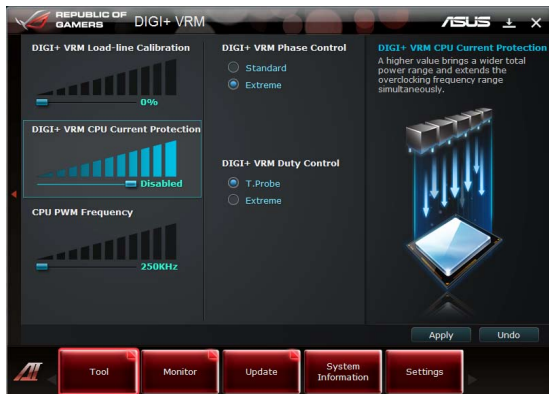 REPUBLIC OF
GAMERS
DIGI+ VRM
ASUS
DIGI+ VRM Load-line Calibration
0%
DIGI+ VRM CPU Current Protection
Disabled
CPU PWM Frequency
250KHz
DIGI+ VRM Phase Control
Standard
Extreme
DIGI+ VRM Duty Control
T.Probe
Extreme
DIGI+ VRM CPU Current Protection
A higher value brings a wider total
power range and extends the
overclocking frequency range
simultaneously.
Apply
Undo
AI
Tool
Monitor
Update
System
Information
Settings